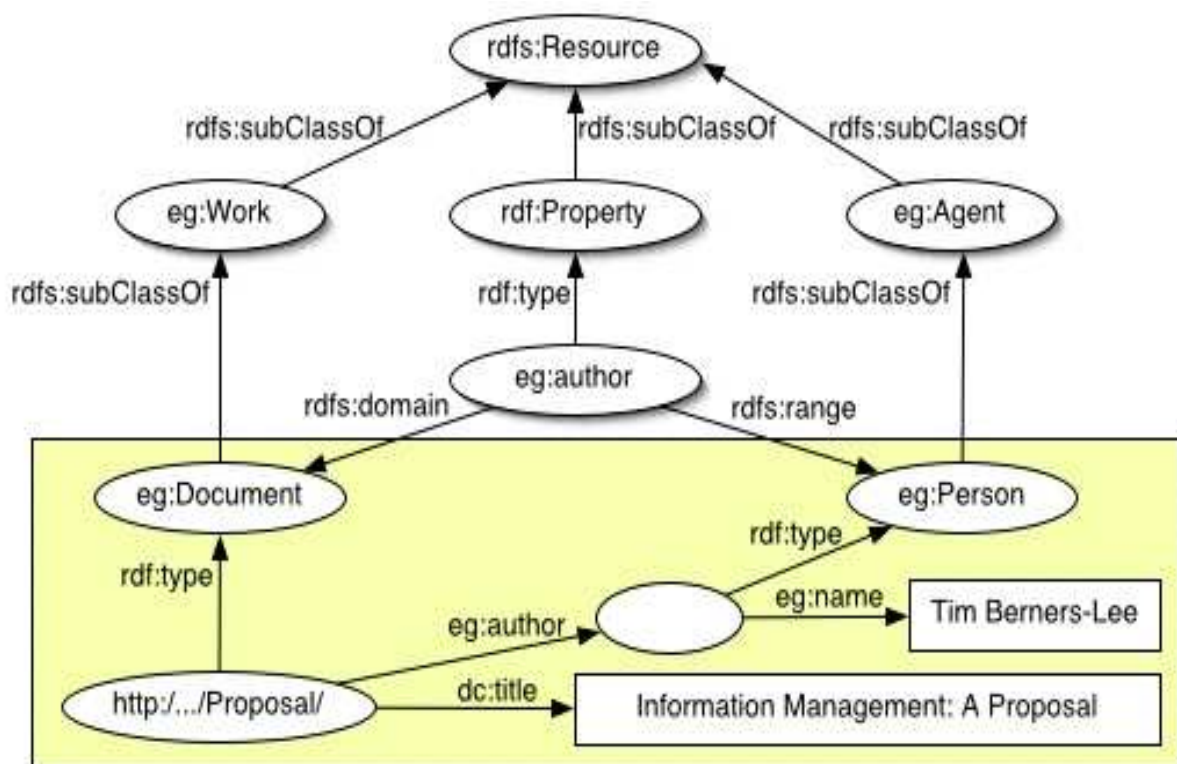 rdfs:Resource
rdfs:subClassOf
rdfs:subClassOf
rdfs:subClassOf
eg:Work
rdf:Property
eg:Agent
rdfs:subClassOf
rdf:type
rdfs:subClassOf
eg:author
rdfs:domain
rdfs:range
eg:Document
eg:Person
rdf:type
rdf:type
eg:name
Tim Berners-Lee
eg:author
http:/.../Proposal/
dc:title
Information Management: A Proposal